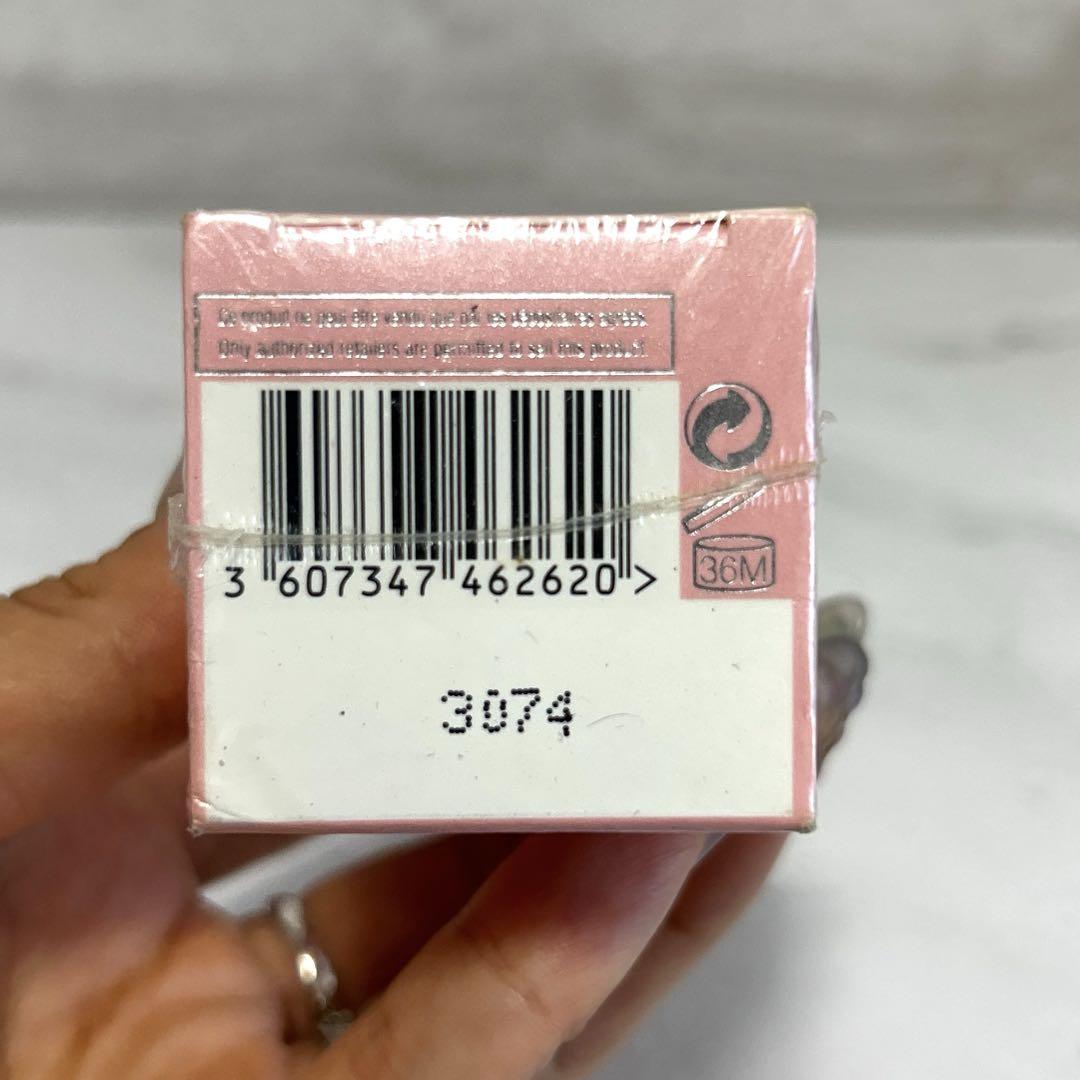 Ce produit ne peut être vendu que par les dépositaires agréés.
Only authorized retailers are permitted to sell this product.
3 607347 462620 >
36M
3074